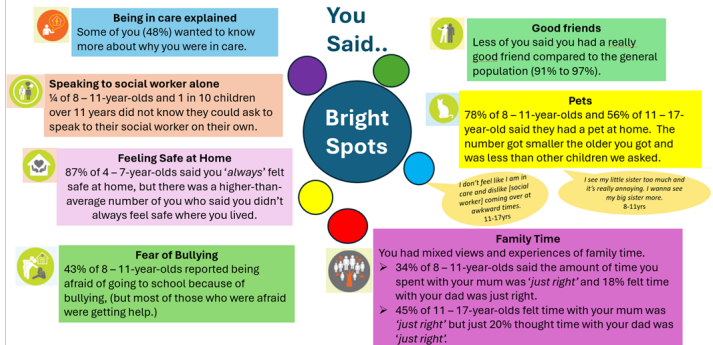 You
Said..
Bright
Spots
Being in care explained
Some of you (48%) wanted to know
more about why you were in care.
Speaking to social worker alone
¼ of 8 – 11-year-olds and 1 in 10 children
over 11 years did not know they could ask to
speak to their social worker on their own.
Feeling Safe at Home
87% of 4 – 7-year-olds said you ‘always’ felt
safe at home, but there was a higher-than-
average number of you who said you didn’t
always feel safe where you lived.
Fear of Bullying
43% of 8 – 11-year-olds reported being
afraid of going to school because of
bullying, (but most of those who were afraid
were getting help.)
Good friends
Less of you said you had a really
good friend compared to the general
population (91% to 97%).
Pets
78% of 8 – 11-year-olds and 56% of 11 – 17-
year-old said they had a pet at home. The
number got smaller the older you got and
was less than other children we asked.
I don’t feel like I am in
care and dislike [social
worker] coming over at
awkward times.
11-17yrs
I see my little sister too much and
it’s really annoying. I wanna see
my big sister more.
8-11yrs
Family Time
You had mixed views and experiences of family time.
➢ 34% of 8 – 11-year-olds said the amount of time you
spent with your mum was ‘just right’ and 18% felt time
with your dad was just right.
➢ 45% of 11 – 17-year-olds felt time with your mum was
‘just right’ but just 20% thought time with your dad was
‘just right’.